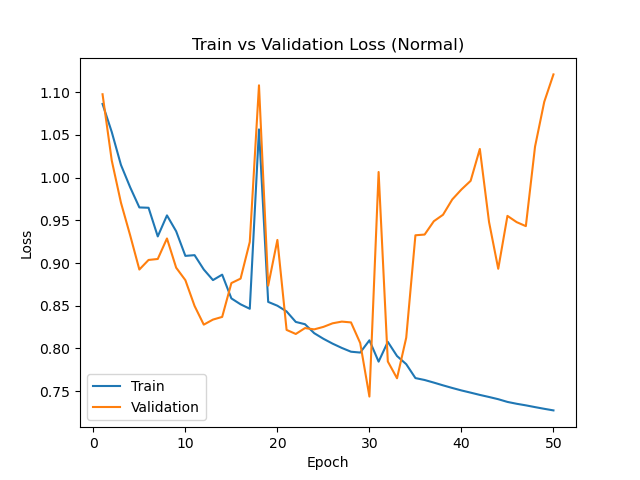 Train vs Validation Loss (Normal)
1.10
1.05
1.00
0.95
0.90
0.85
0.80
0.75
Loss
Train
Validation
0 10 20 30 40 50
Epoch